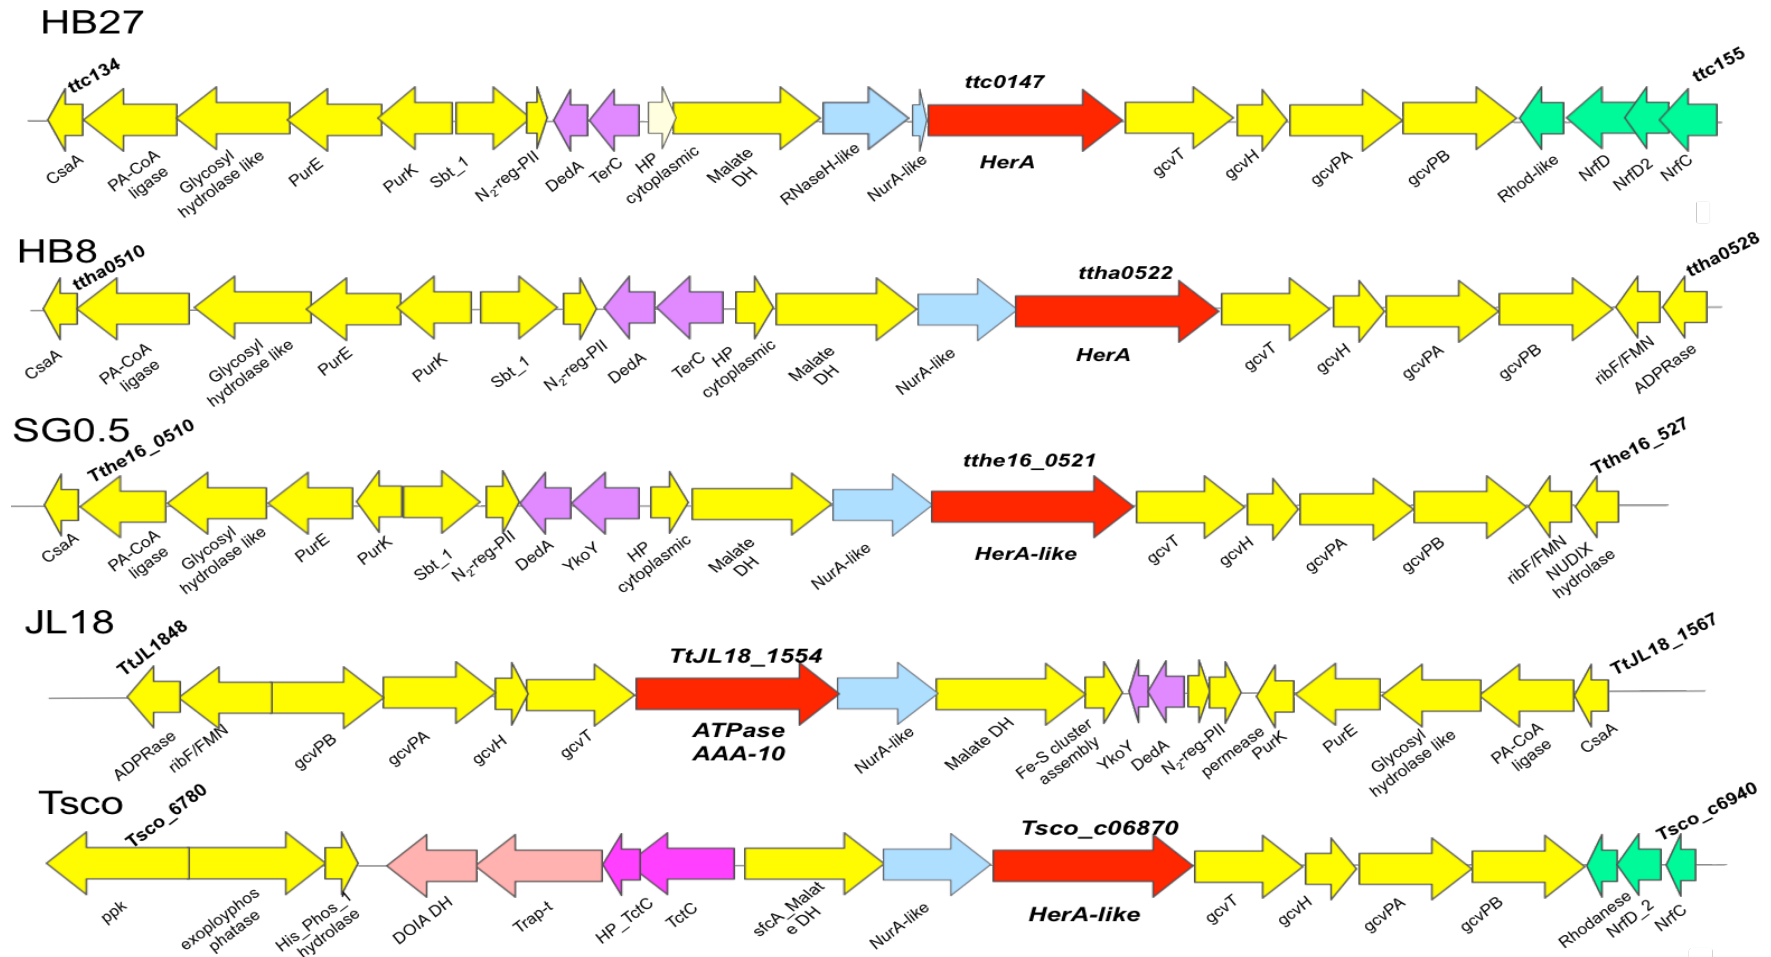 HB27
ttc134
ttc0147
ttc155
CsaA
PA-CoA
ligase
Glycosyl
hydrolase like
PurE
PurK
Sbt_1
N2-reg-PII
DedA
TerC
HP
cytoplasmic
Malate
DH
RNaseH-like
NurA-like
HerA
gcvT
gcvH
gcvPA
gcvPB
Rhod-like
NrfD
NrfD2
NrfC
HB8
ttha0510
ttha0522
ttha0528
CsaA
PA-CoA
ligase
Glycosyl
hydrolase like
PurE
PurK
Sbt_1
N2-reg-PII
DedA
TerC
HP
cytoplasmic
Malate
DH
NurA-like
HerA
gcvT
gcvH
gcvPA
gcvPB
ribF/FMN
ADPRase
SG0.5
Tthe16_0510
tthe16_0521
Tthe16_527
CsaA
PA-CoA
ligase
Glycosyl
hydrolase like
PurE
PurK
Sbt_1
N2-reg-PII
DedA
YkoY
HP
cytoplasmic
Malate
DH
NurA-like
HerA-like
gcvT
gcvH
gcvPA
gcvPB
ribF/FMN
NUDIX
hydrolase
JL18
TtJL1848
TtJL18_1554
TtJL18_1567
ADPRase
ribF/FMN
gcvPB
gcvPA
gcvH
gcvT
ATPase
AAA-10
NurA-like
Malate DH
Fe-S cluster
assembly
YkoY
DedA
N2-reg-PII
permease
PurK
PurE
Glycosyl
hydrolase like
PA-CoA
ligase
CsaA
Tsco
Tsco_6780
Tsco_c06870
Tsco_c6940
ppk
exoployphos
phatase
His_Phos_1
hydrolase
DOIA DH
Trap-t
HP_TctC
TctC
sfcA_Malat
e DH
NurA-like
HerA-like
gcvT
gcvH
gcvPA
gcvPB
Rhodanese
NrfD_2
NrfC